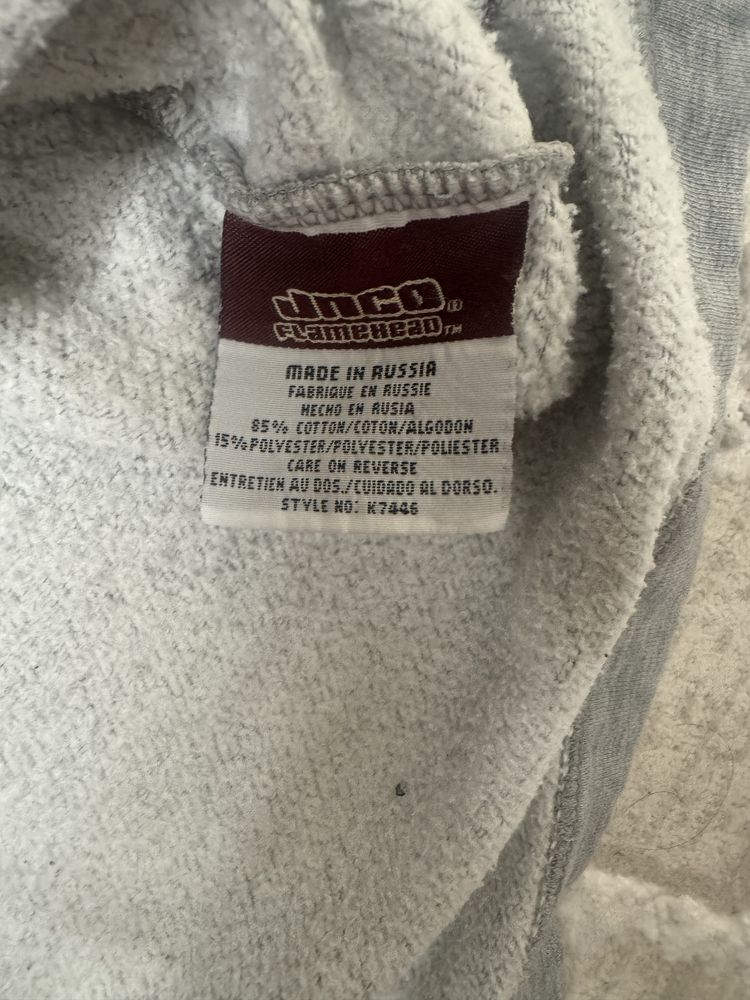 JNCO ®
FLAMEHEAD™
MADE IN RUSSIA
FABRIQUE EN RUSSIE
HECHO EN RUSIA
85% COTTON/COTON/ALGODON
15%POLYESTER/POLYESTER/POLIESTER
CARE ON REVERSE
ENTRETIEN AU DOS./CUIDADO AL DORSO.
STYLE NO: K7446